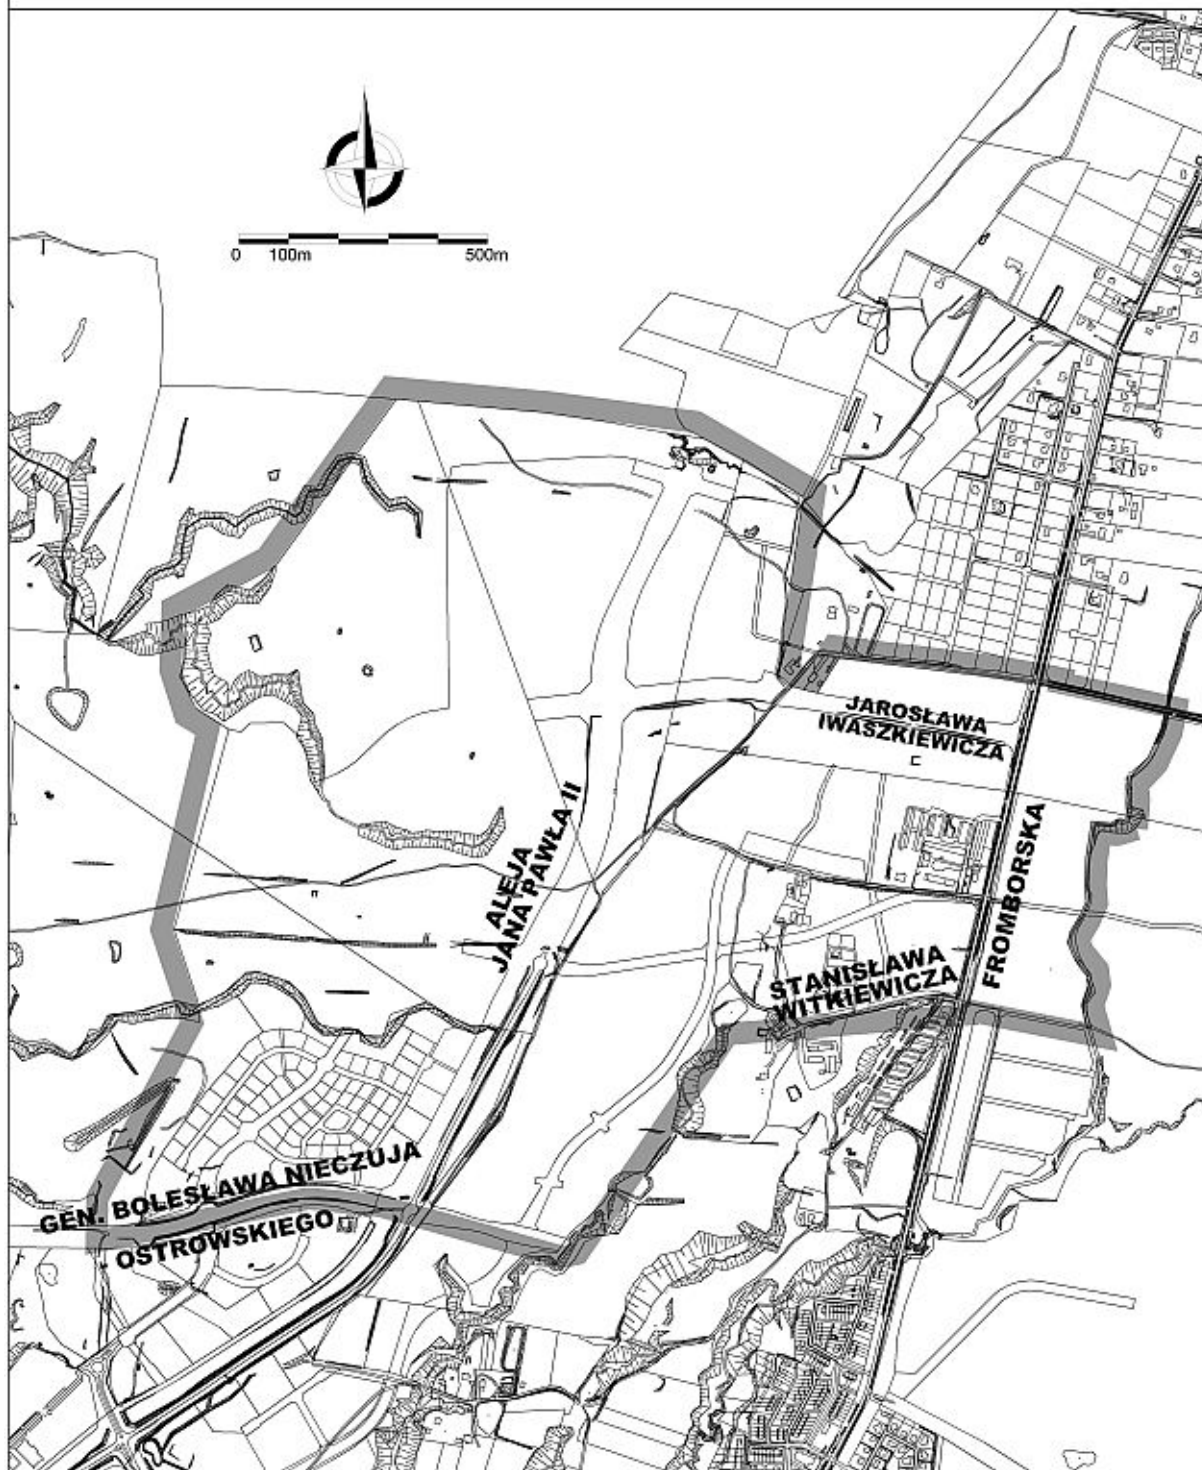 0 100m 500m
JAROSŁAWA
IWASZKIEWICZA
ALEJA
JANA PAWŁA II
FROMBORSKA
STANISŁAWA
WITKIEWICZA
GEN. BOLESŁAWA NIECZUJA
OSTROWSKIEGO